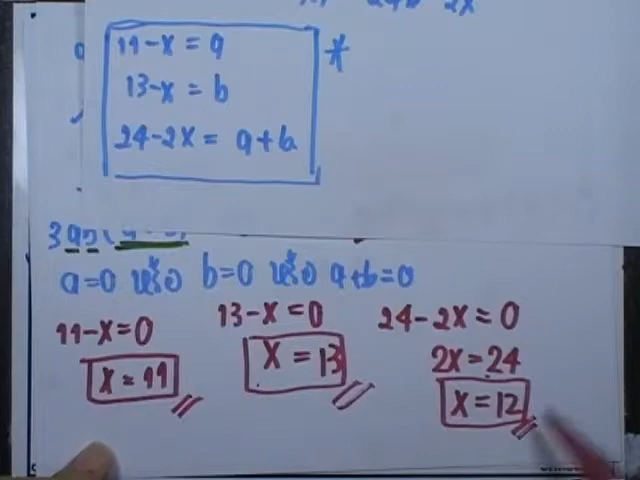 11-x = a
13-x = b
24-2x = a+b
3ab(a+b)
a=0 หรือ b=0 หรือ a+b=0
11-x=0 13-x=0 24-2x=0
x=11 x=13 2x=24
x=12